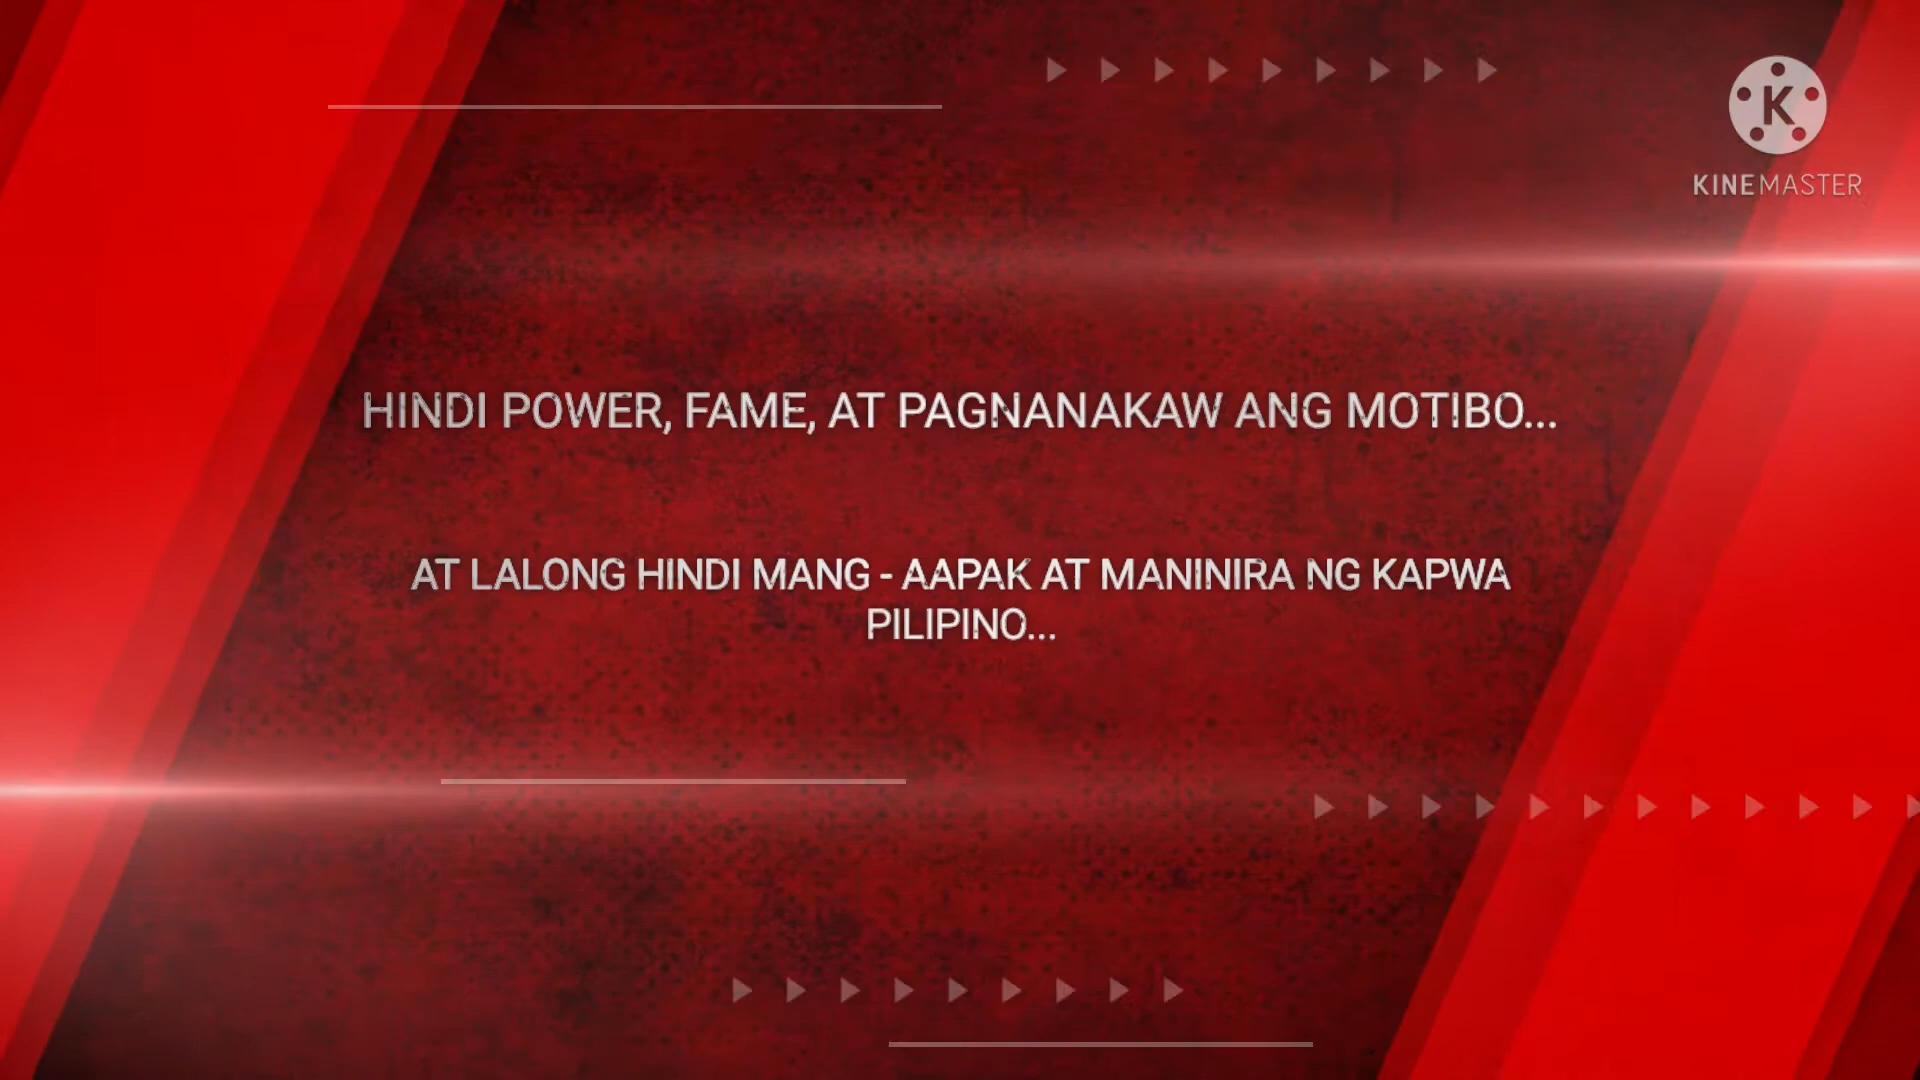 K
KINEMASTER
HINDI POWER, FAME, AT PAGNANAKAW ANG MOTIBO...
AT LALONG HINDI MANG - AAPAK AT MANINIRA NG KAPWA
PILIPINO...